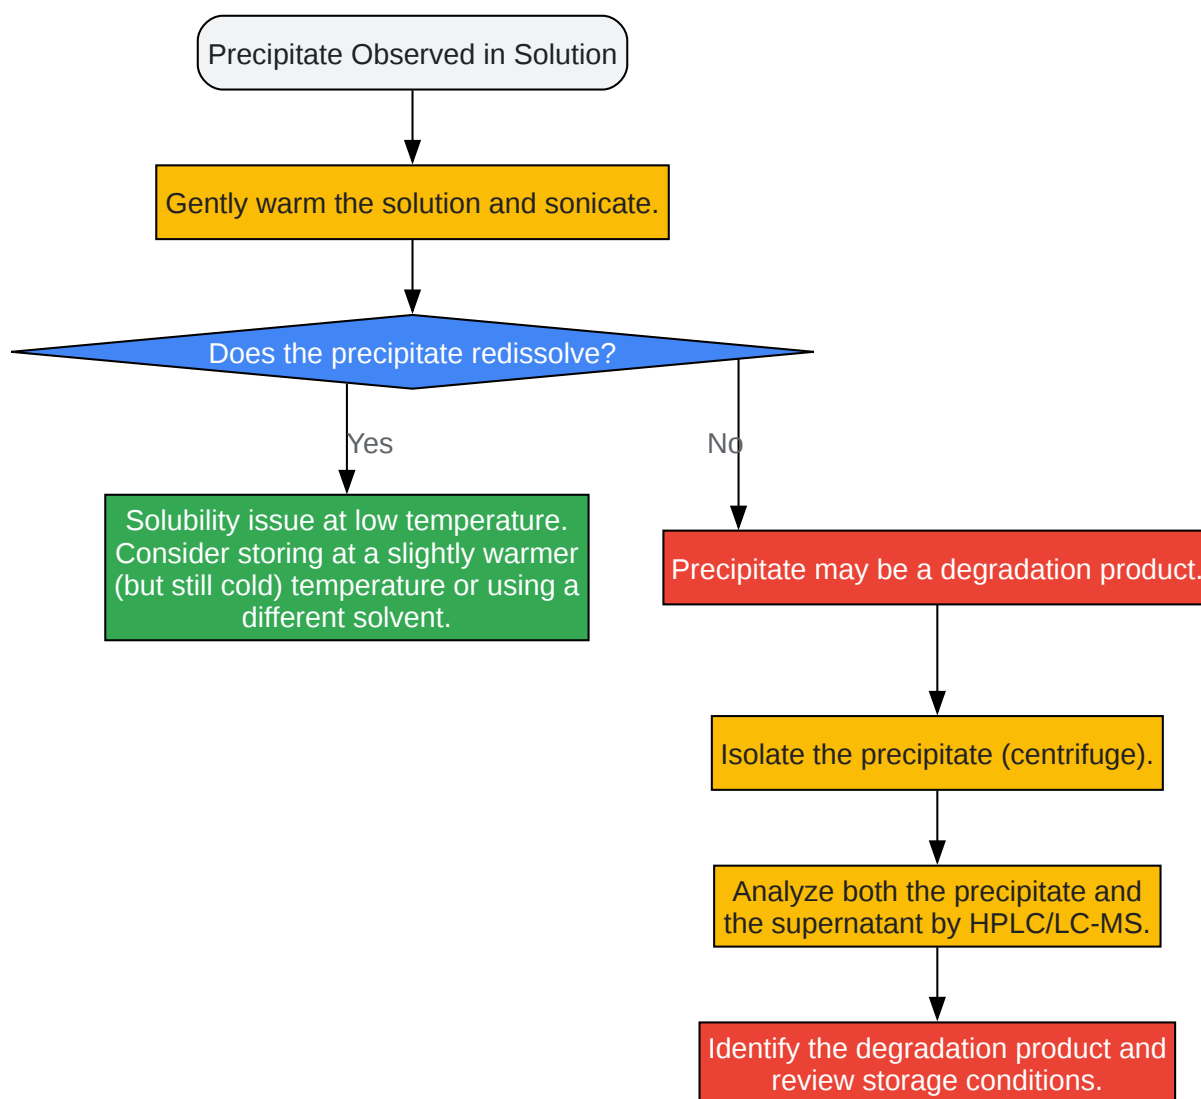 Precipitate Observed in Solution
Gently warm the solution and sonicate.
Does the precipitate redissolve?
Yes
No
Solubility issue at low temperature.
Consider storing at a slightly warmer
(but still cold) temperature or using a
different solvent.
Precipitate may be a degradation product.
Isolate the precipitate (centrifuge).
Analyze both the precipitate and
the supernatant by HPLC/LC-MS.
Identify the degradation product and
review storage conditions.